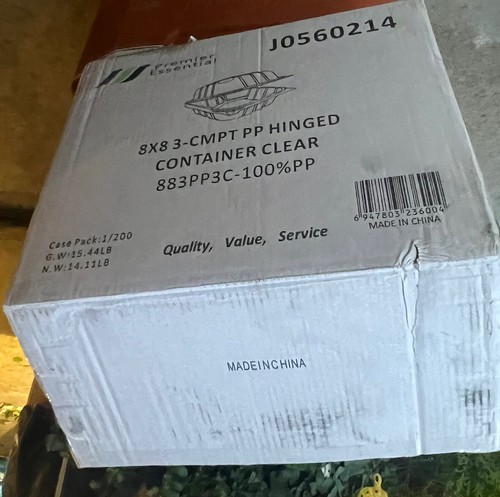 J0560214
Premier
Essential
8X8 3-CMPT PP HINGED
CONTAINER CLEAR
883PP3C-100%PP
6 947803 236004
MADE IN CHINA
Case Pack:1/200
G.W:15.44LB
N.W:14.11LB
Quality, Value, Service
MADEINCHINA